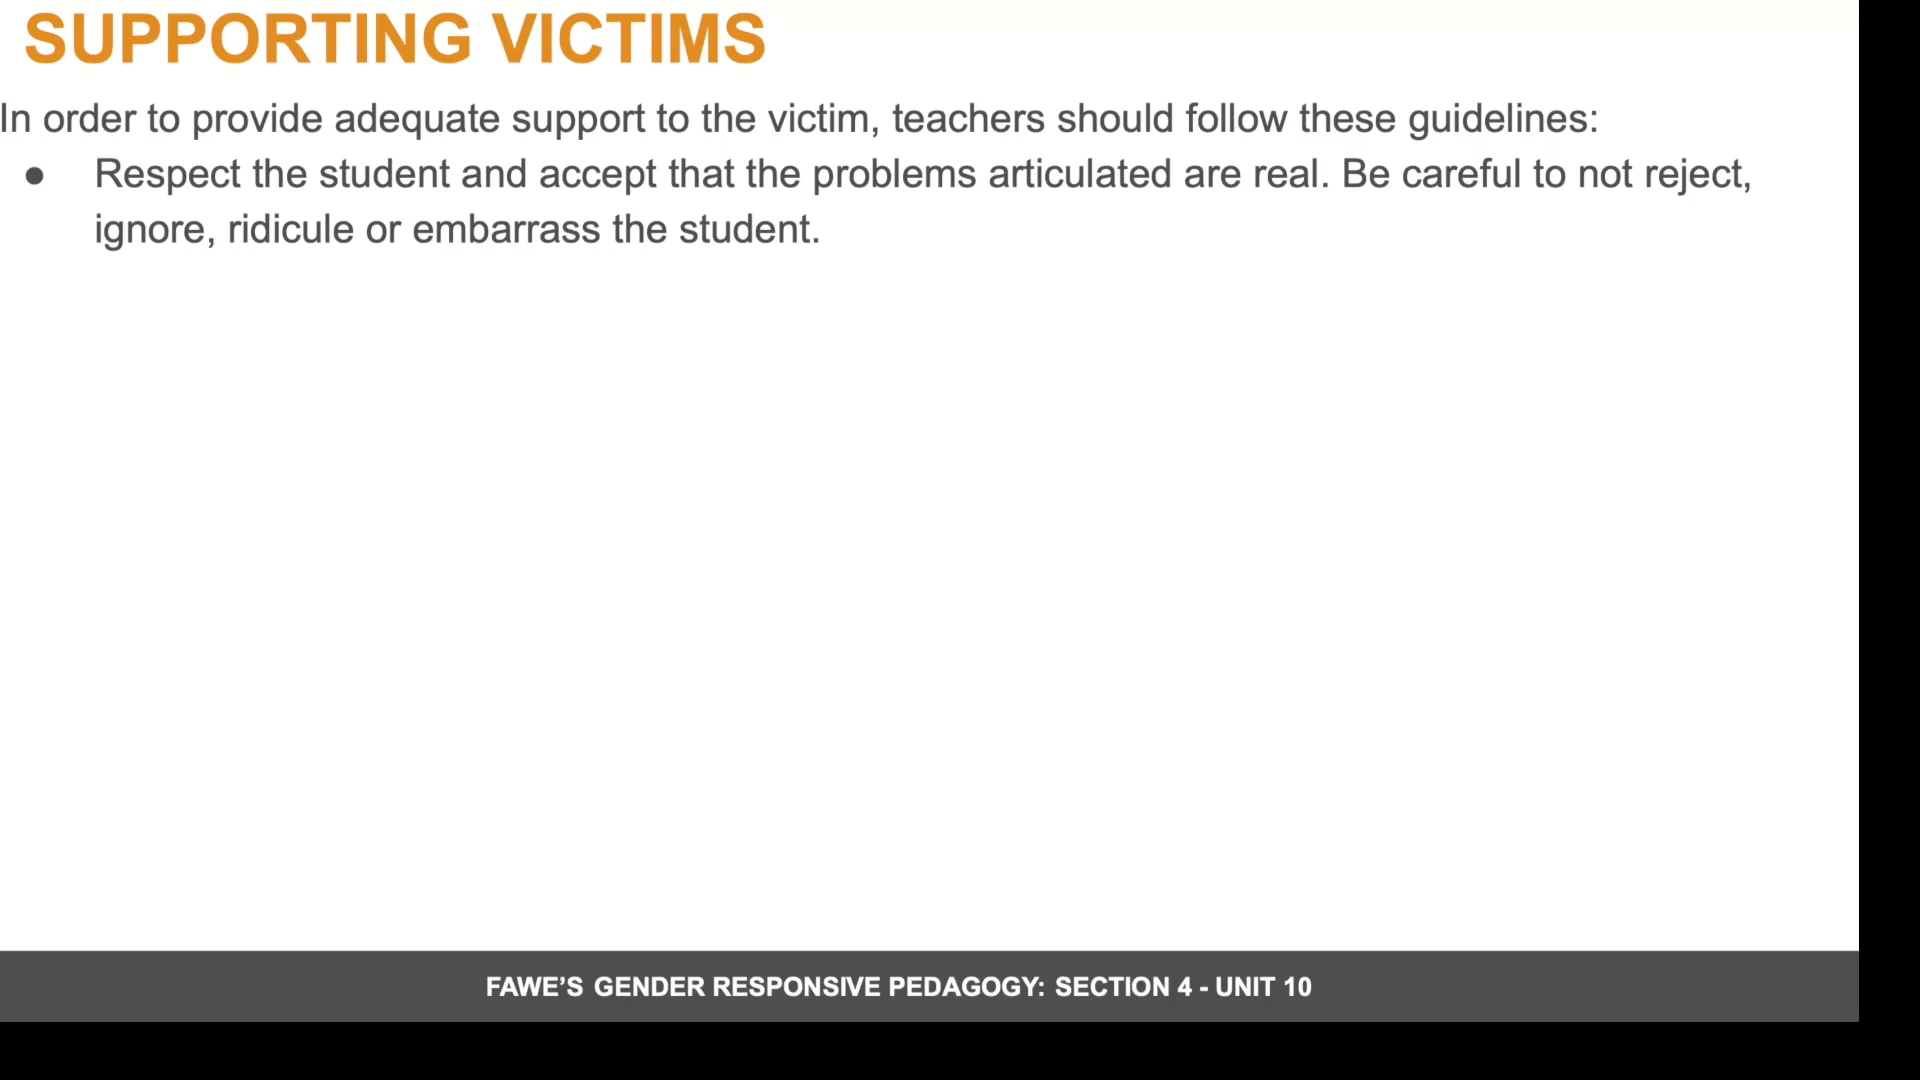 SUPPORTING VICTIMS
In order to provide adequate support to the victim, teachers should follow these guidelines:
● Respect the student and accept that the problems articulated are real. Be careful to not reject,
ignore, ridicule or embarrass the student.
FAWE’S GENDER RESPONSIVE PEDAGOGY: SECTION 4 - UNIT 10